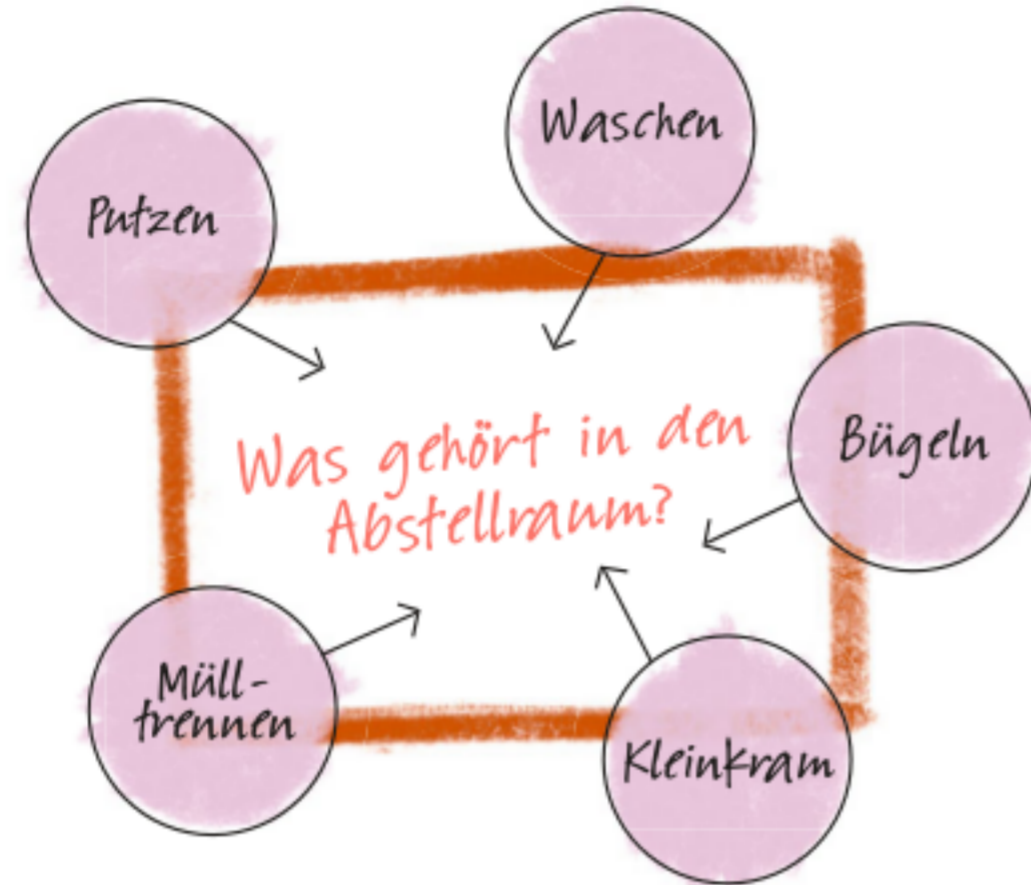 Waschen
Putzen
Bügeln
Was gehört in den
Abstellraum?
Müll-
trennen
Kleinkram